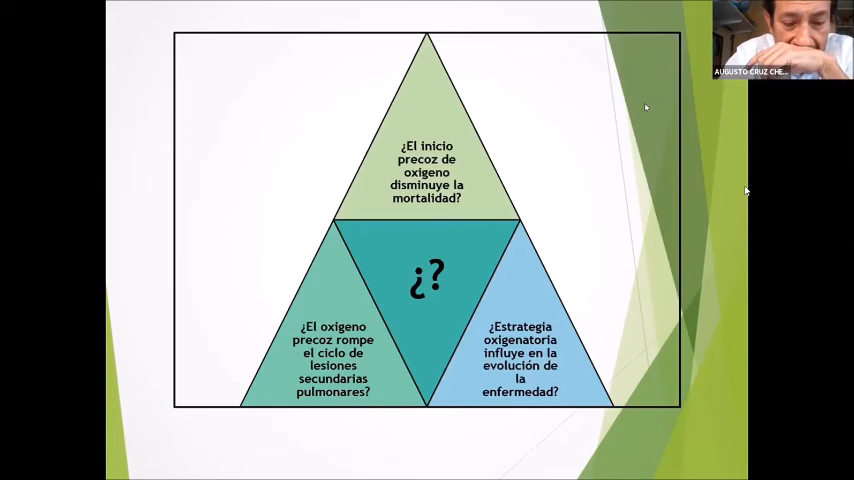 AUGUSTO CRUZ CHE...
¿El inicio
precoz de
oxigeno
disminuye la
mortalidad?
¿?
¿El oxigeno
precoz rompe
el ciclo de
lesiones
secundarias
pulmonares?
¿Estrategia
oxigenatoria
influye en la
evolución de
la
enfermedad?